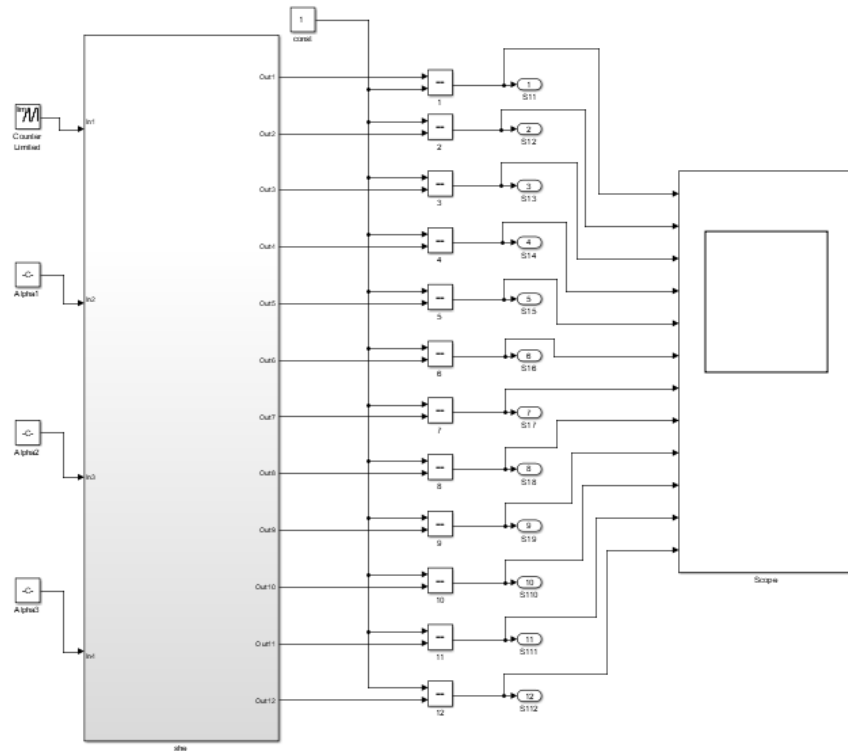 1
const
Out1
==
1
1
S11
In1
Counter
Limited
Out2
==
2
2
S12
Out3
==
3
3
S13
Out4
==
4
4
S14
-C-
Alpha1
In2
Out5
==
5
5
S15
Out6
==
6
6
S16
Out7
==
7
7
S17
-C-
Alpha2
In3
Out8
==
8
8
S18
Out9
==
9
9
S19
Scope
-C-
Alpha3
Out10
==
10
10
S110
In4
Out11
==
11
11
S111
Out12
==
12
12
S112
she